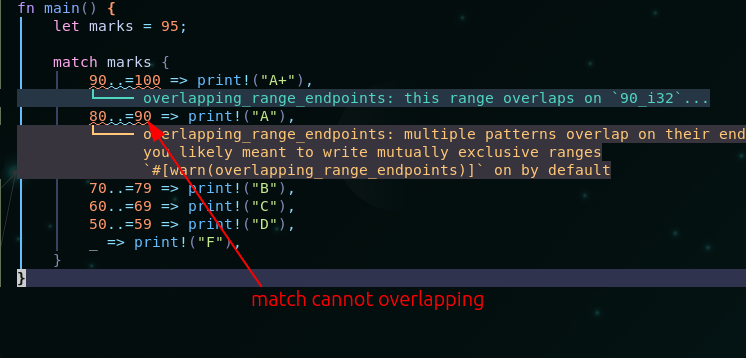 fn main() {
    let marks = 95;
    match marks {
        90..=100 => print!("A+"),
            overlapping_range_endpoints: this range overlaps on `90_i32`...
        80..=90 => print!("A"),
            overlapping_range_endpoints: multiple patterns overlap on their end
            you likely meant to write mutually exclusive ranges
            `#[warn(overlapping_range_endpoints)]` on by default
        70..=79 => print!("B"),
        60..=69 => print!("C"),
        50..=59 => print!("D"),
        _ => print!("F"),
    }
}
match cannot overlapping